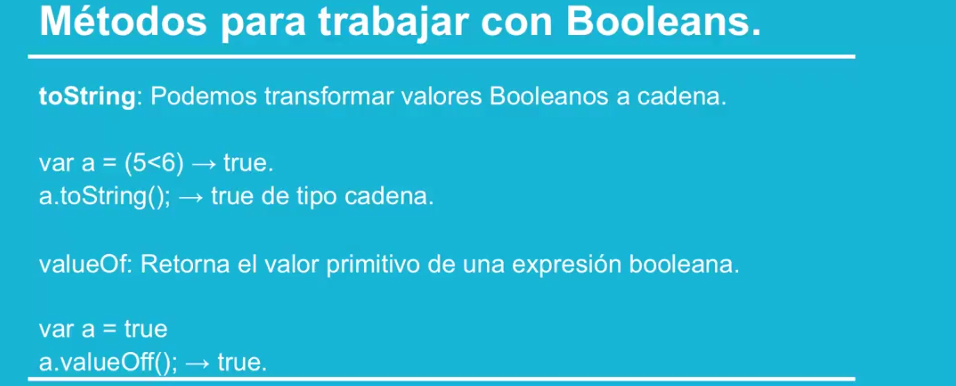 Métodos para trabajar con Booleans.
toString: Podemos transformar valores Booleanos a cadena.
var a = (5<6) → true.
a.toString(); → true de tipo cadena.
valueOf: Retorna el valor primitivo de una expresión booleana.
var a = true
a.valueOff(); → true.